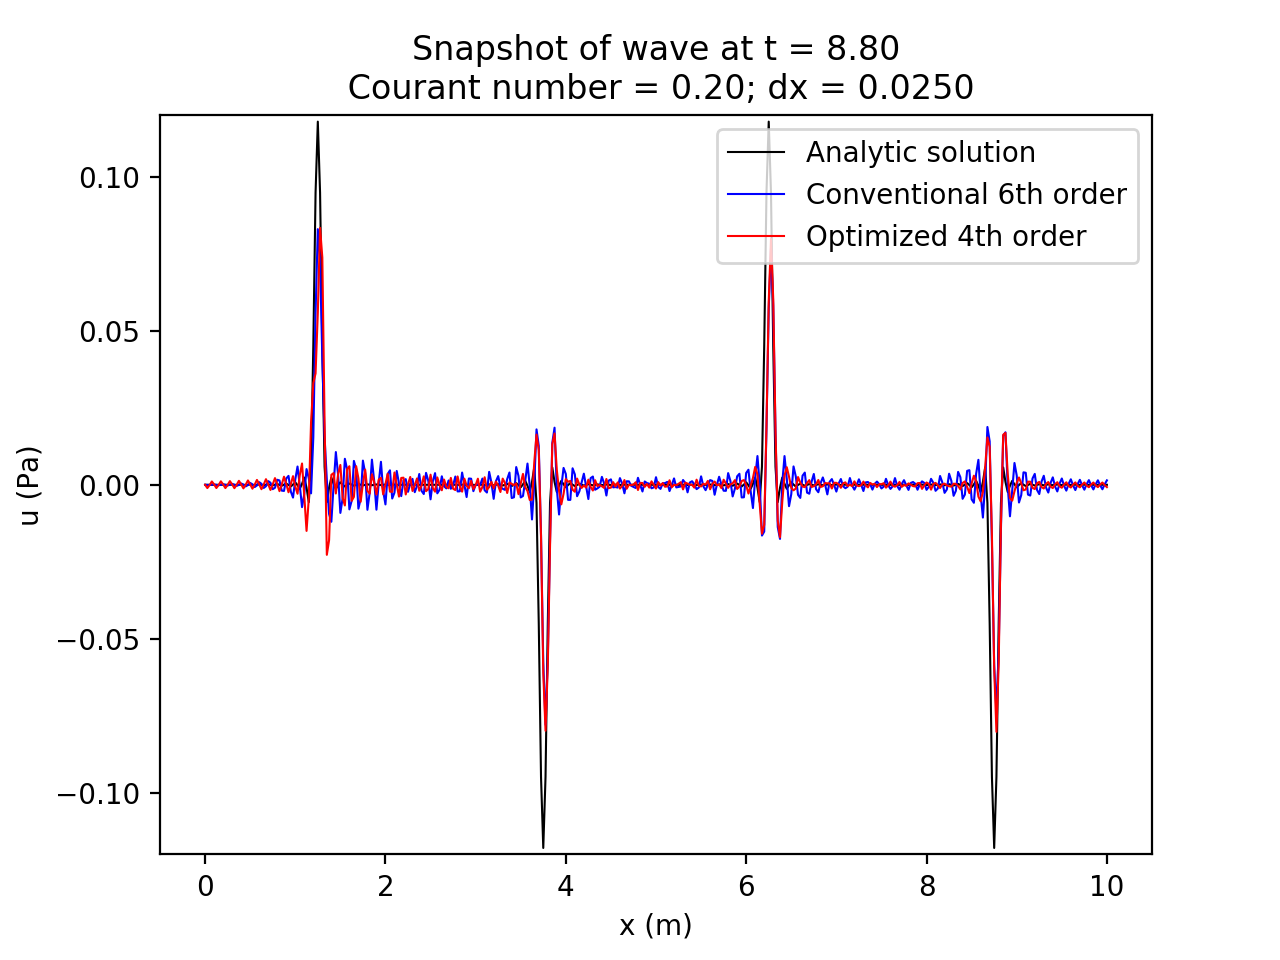 Snapshot of wave at t = 8.80
Courant number = 0.20; dx = 0.0250
Analytic solution
Conventional 6th order
Optimized 4th order
0.10
0.05
0.00
−0.05
−0.10
u (Pa)
0 2 4 6 8 10
x (m)